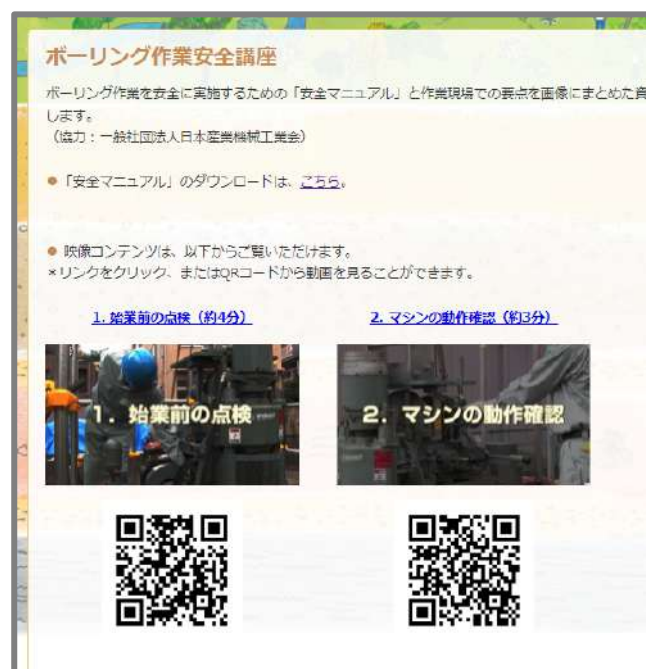 ボーリング作業安全講座
ボーリング作業を安全に実施するための「安全マニュアル」と作業現場での要点を画像にまとめた資
します。
(協力:一般社団法人日本産業機械工業会)
●「安全マニュアル」のダウンロードは、こちら。
● 映像コンテンツは、以下からご覧いただけます。
*リンクをクリック、またはQRコードから動画を見ることができます。
1. 始業前の点検(約4分) 2. マシンの動作確認(約3分)
1. 始業前の点検 2. マシンの動作確認